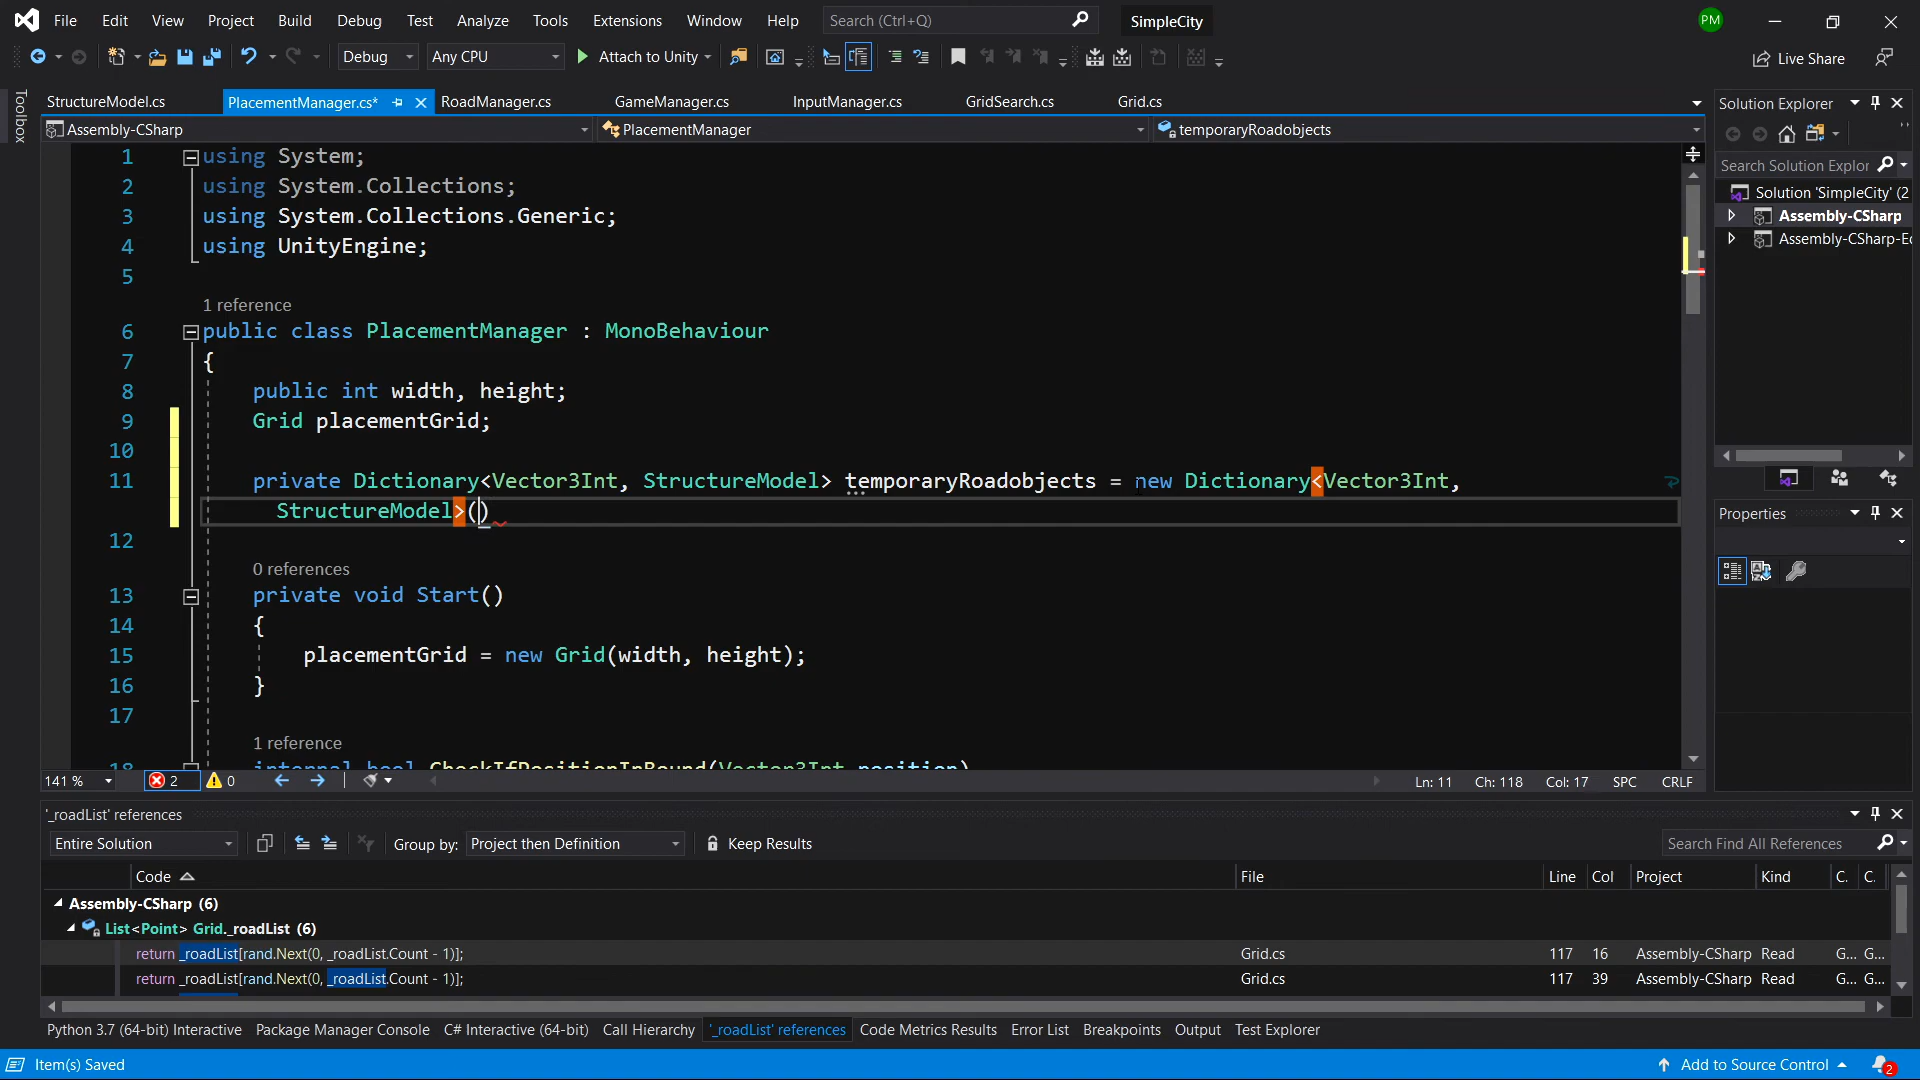 File Edit View Project Build Debug Test Analyze Tools Extensions Window Help Search (Ctrl+Q) SimpleCity PM
Debug Any CPU Attach to Unity Live Share
Toolbox
StructureModel.cs PlacementManager.cs* RoadManager.cs GameManager.cs InputManager.cs GridSearch.cs Grid.cs
Assembly-CSharp PlacementManager temporaryRoadobjects
1 using System;
2 using System.Collections;
3 using System.Collections.Generic;
4 using UnityEngine;
5
1 reference
6 public class PlacementManager : MonoBehaviour
7 {
8 public int width, height;
9 Grid placementGrid;
10
11 private Dictionary<Vector3Int, StructureModel> temporaryRoadobjects = new Dictionary<Vector3Int,
StructureModel>()
12
0 references
13 private void Start()
14 {
15 placementGrid = new Grid(width, height);
16 }
17
1 reference
18 internal bool CheckIfPositionInBound(Vector3Int position)
141 % 2 0 Ln: 11 Ch: 118 Col: 17 SPC CRLF
Solution Explorer
Search Solution Explor
Solution 'SimpleCity' (2
Assembly-CSharp
Assembly-CSharp-Ec
Properties
'_roadList' references
Entire Solution Group by: Project then Definition Keep Results Search Find All References
Code File Line Col Project Kind C. C.
Assembly-CSharp (6)
List<Point> Grid._roadList (6)
return _roadList[rand.Next(0, _roadList.Count - 1)]; Grid.cs 117 16 Assembly-CSharp Read G... G...
return _roadList[rand.Next(0, _roadList.Count - 1)]; Grid.cs 117 39 Assembly-CSharp Read G... G...
Python 3.7 (64-bit) Interactive Package Manager Console C# Interactive (64-bit) Call Hierarchy '_roadList' references Code Metrics Results Error List Breakpoints Output Test Explorer
Item(s) Saved Add to Source Control 2